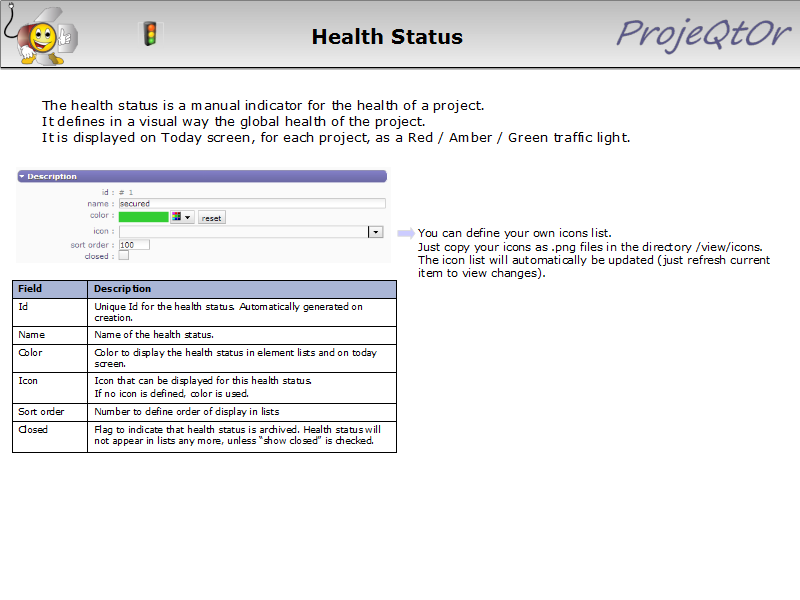 Health Status
ProjeQtOr
The health status is a manual indicator for the health of a project.
It defines in a visual way the global health of the project.
It is displayed on Today screen, for each project, as a Red / Amber / Green traffic light.
Description
id : # 1
name : secured
color : reset
icon :
sort order : 100
closed :
You can define your own icons list.
Just copy your icons as .png files in the directory /view/icons.
The icon list will automatically be updated (just refresh current
item to view changes).
Field Description
Id Unique Id for the health status. Automatically generated on
creation.
Name Name of the health status.
Color Color to display the health status in element lists and on today
screen.
Icon Icon that can be displayed for this health status.
If no icon is defined, color is used.
Sort order Number to define order of display in lists
Closed Flag to indicate that health status is archived. Health status will
not appear in lists any more, unless “show closed” is checked.